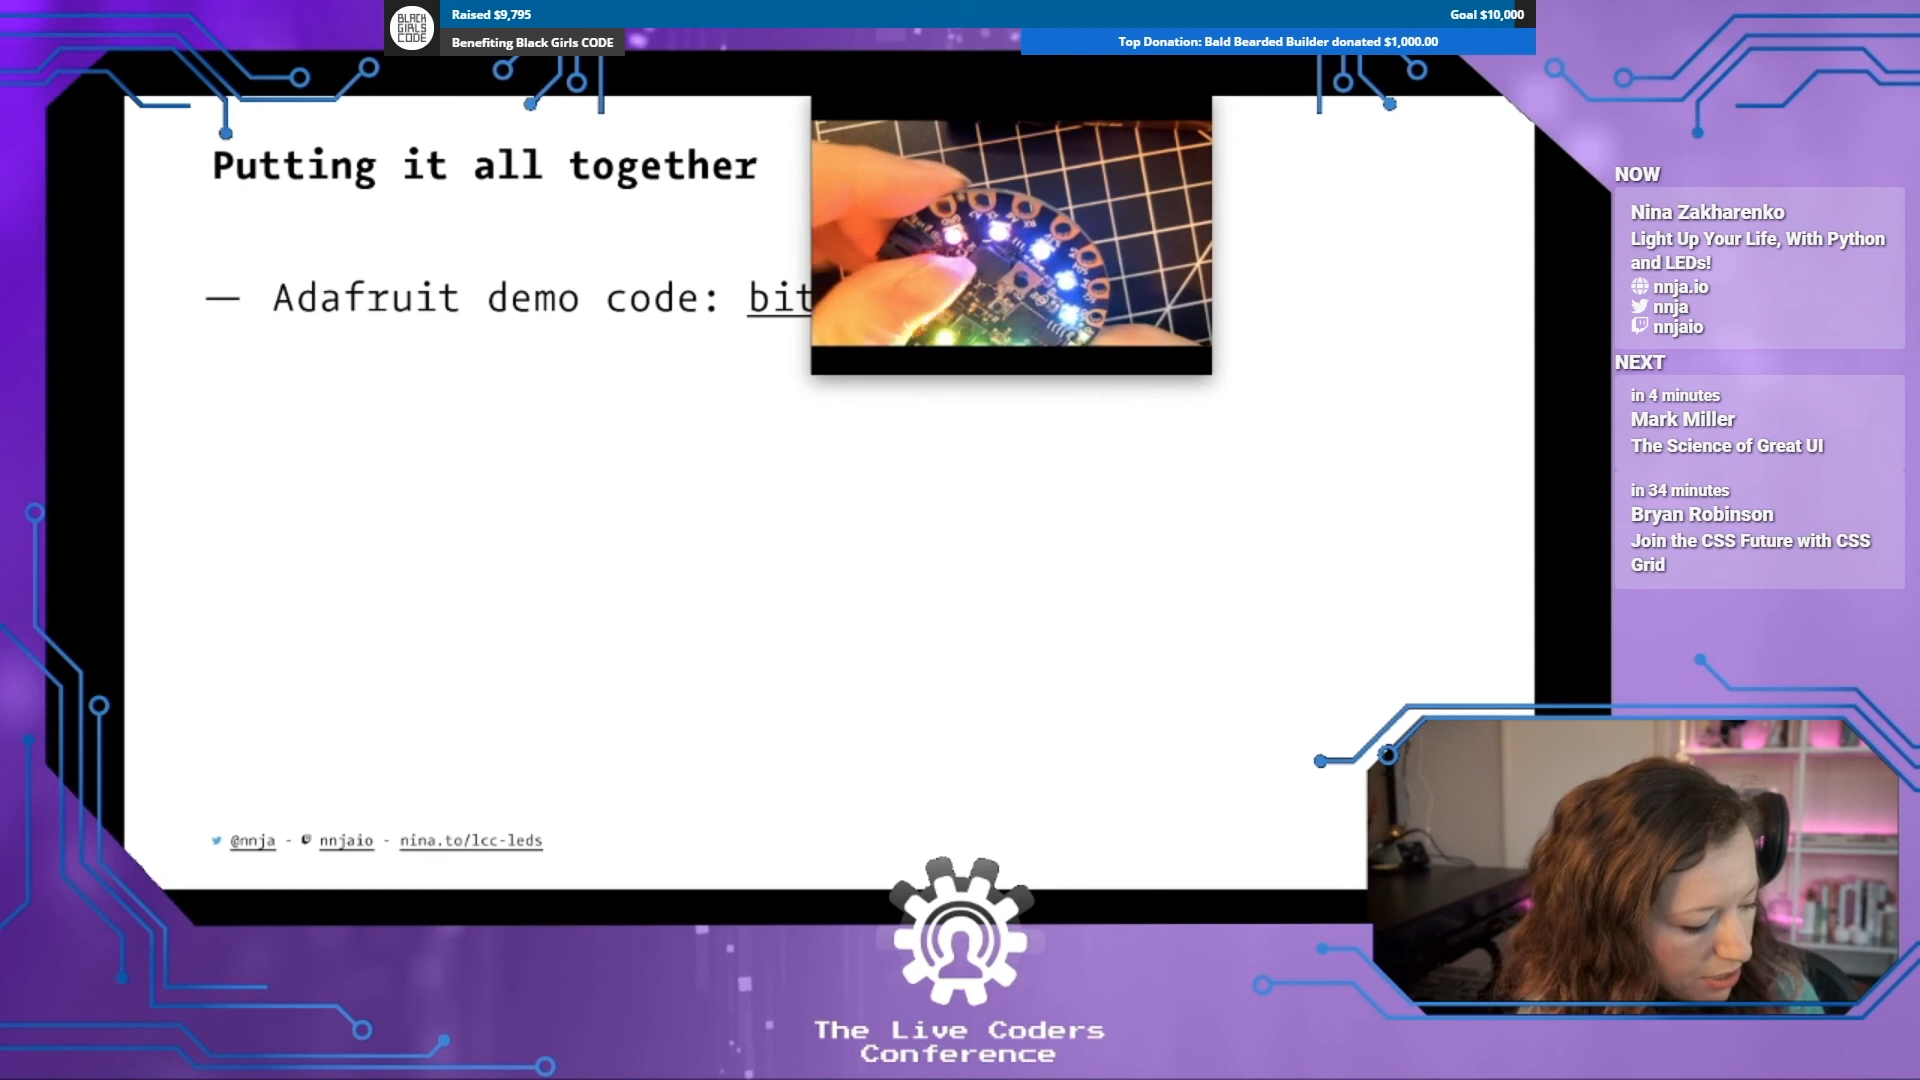 BLACK
GIRLS
CODE
Raised $9,795
Goal $10,000
Benefiting Black Girls CODE
Top Donation: Bald Bearded Builder donated $1,000.00
Putting it all together
— Adafruit demo code: bit
@nnja - nnjaio - nina.to/lcc-leds
NOW
Nina Zakharenko
Light Up Your Life, With Python
and LEDs!
nnja.io
nnja
nnjaio
NEXT
in 4 minutes
Mark Miller
The Science of Great UI
in 34 minutes
Bryan Robinson
Join the CSS Future with CSS
Grid
The Live Coders
Conference